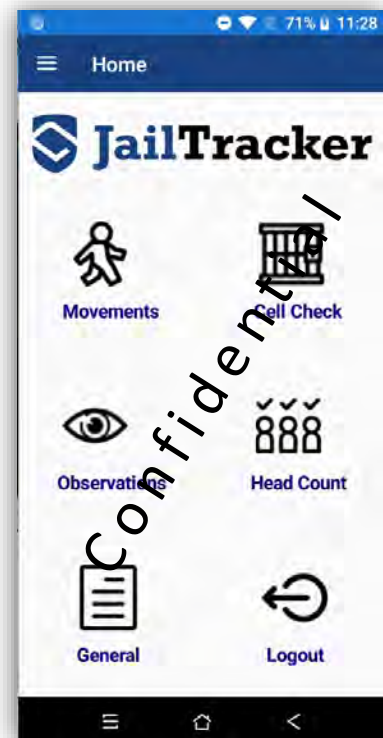 71% 11:28
Home
JailTracker
Movements
Cell Check
Observations
Head Count
General
Logout
Confidential